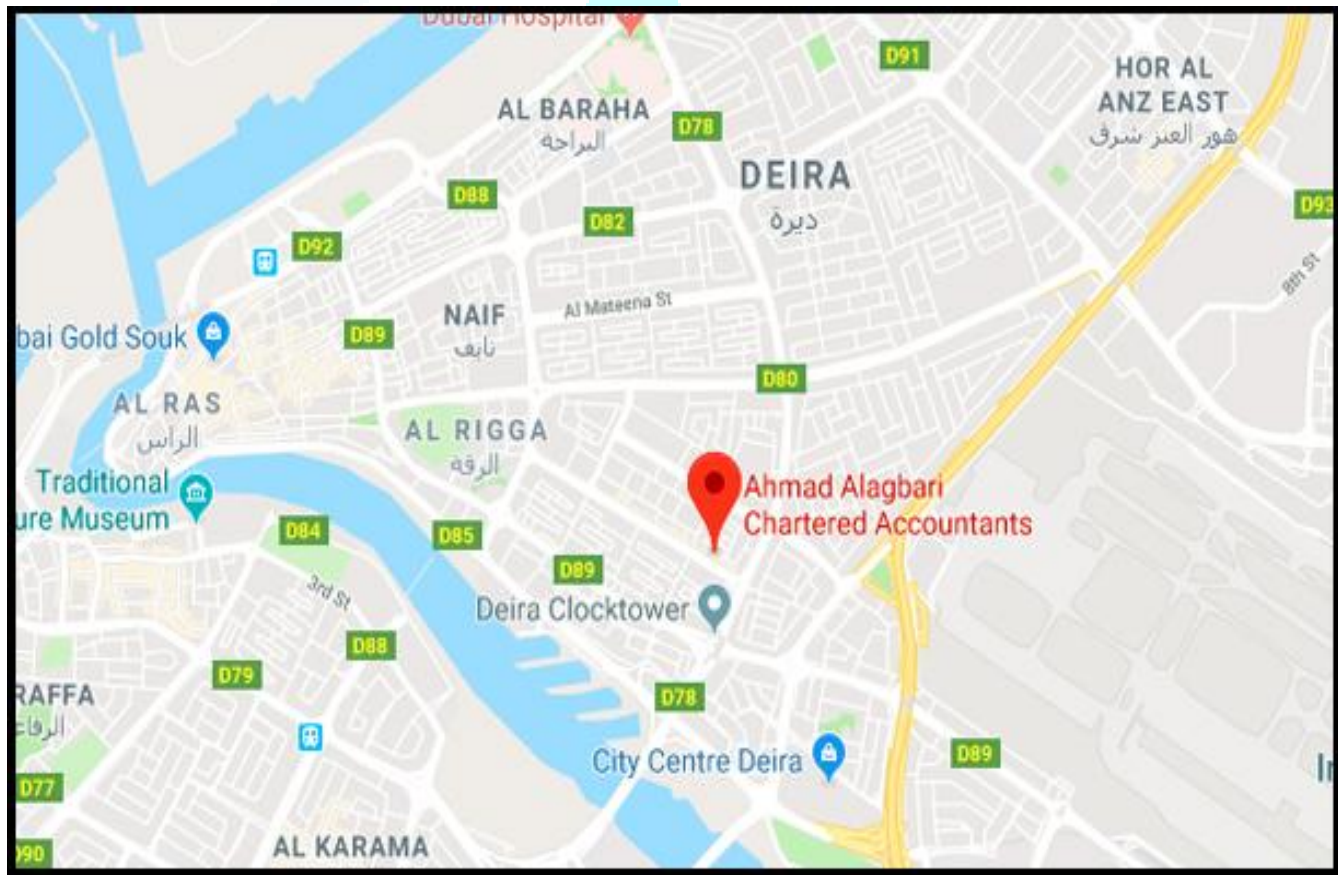 Dubai Hospital
D91
HOR AL
ANZ EAST
هور العنز شرق
AL BARAHA
البراحة
D78
DEIRA
ديرة
D88
D82
D93
D92
8th St
Al Mateena St
NAIF
نايف
bai Gold Souk
D89
D80
AL RAS
الراس
AL RIGGA
الرقة
Traditional
ure Museum
Ahmad Alagbari
Chartered Accountants
D84
D85
D89
3rd St
Deira Clocktower
D88
D79
D78
RAFFA
الرفاع
City Centre Deira
D89
D77
AL KARAMA
D90